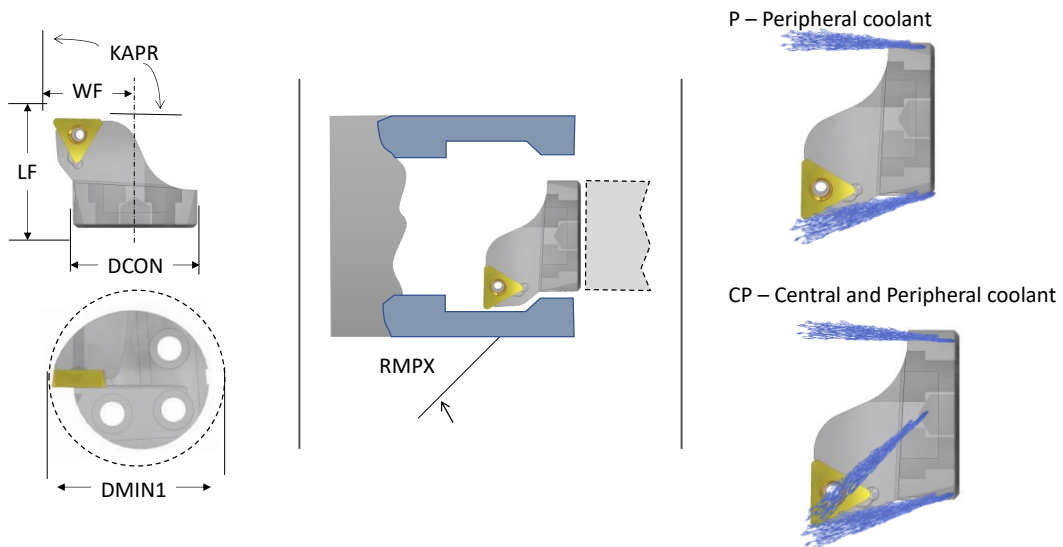 KAPR
WF
LF
DCON
DMIN1
RMPX
P – Peripheral coolant
CP – Central and Peripheral coolant